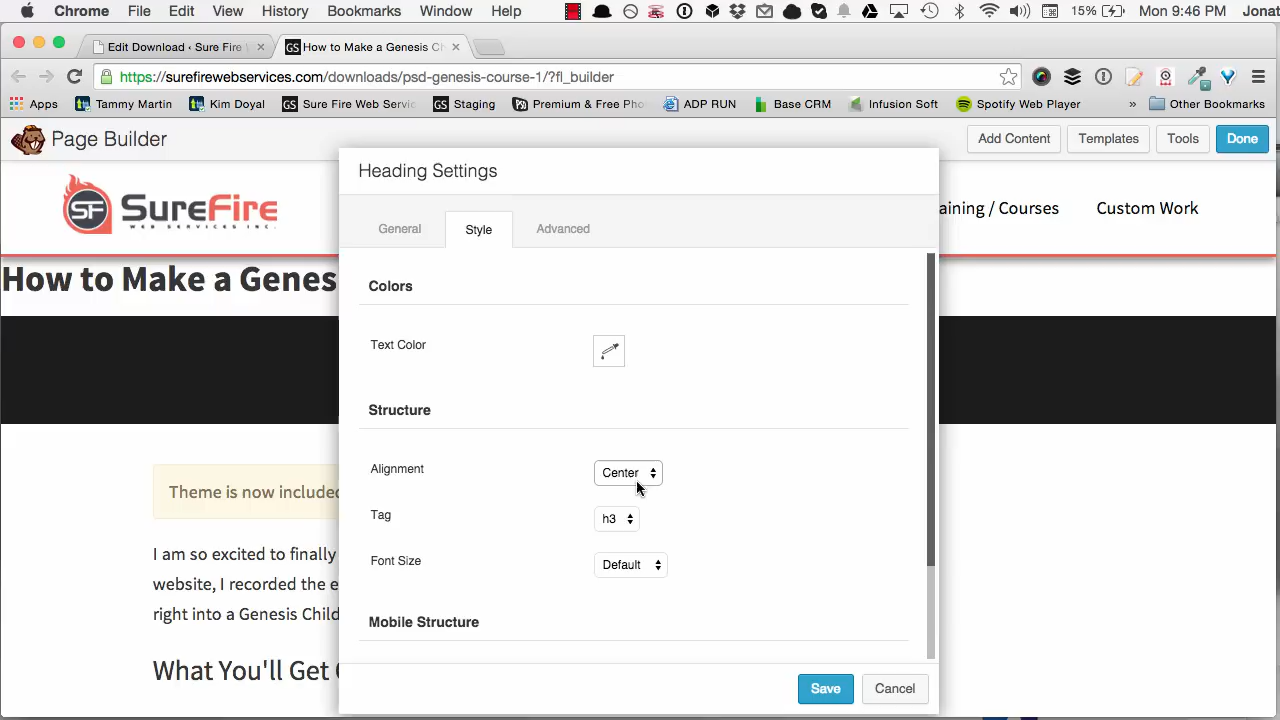 Chrome File Edit View History Bookmarks Window Help 15% Mon 9:46 PM Jonat
Edit Download ‹ Sure Fire
GS How to Make a Genesis Ch
https://surefirewebservices.com/downloads/psd-genesis-course-1/?fl_builder
Apps Tammy Martin Kim Doyal GS Sure Fire Web Servic GS Staging Premium & Free Pho ADP RUN Base CRM Infusion Soft Spotify Web Player » Other Bookmarks
Page Builder
Add Content Templates Tools Done
SF SUREFIRE
WEB SERVICES INC.
aining / Courses Custom Work
How to Make a Genes
Heading Settings
General Style Advanced
Colors
Text Color
Structure
Alignment Center
Tag h3
Font Size Default
Mobile Structure
Save Cancel
Theme is now included
I am so excited to finally
website, I recorded the e
right into a Genesis Child
What You'll Get